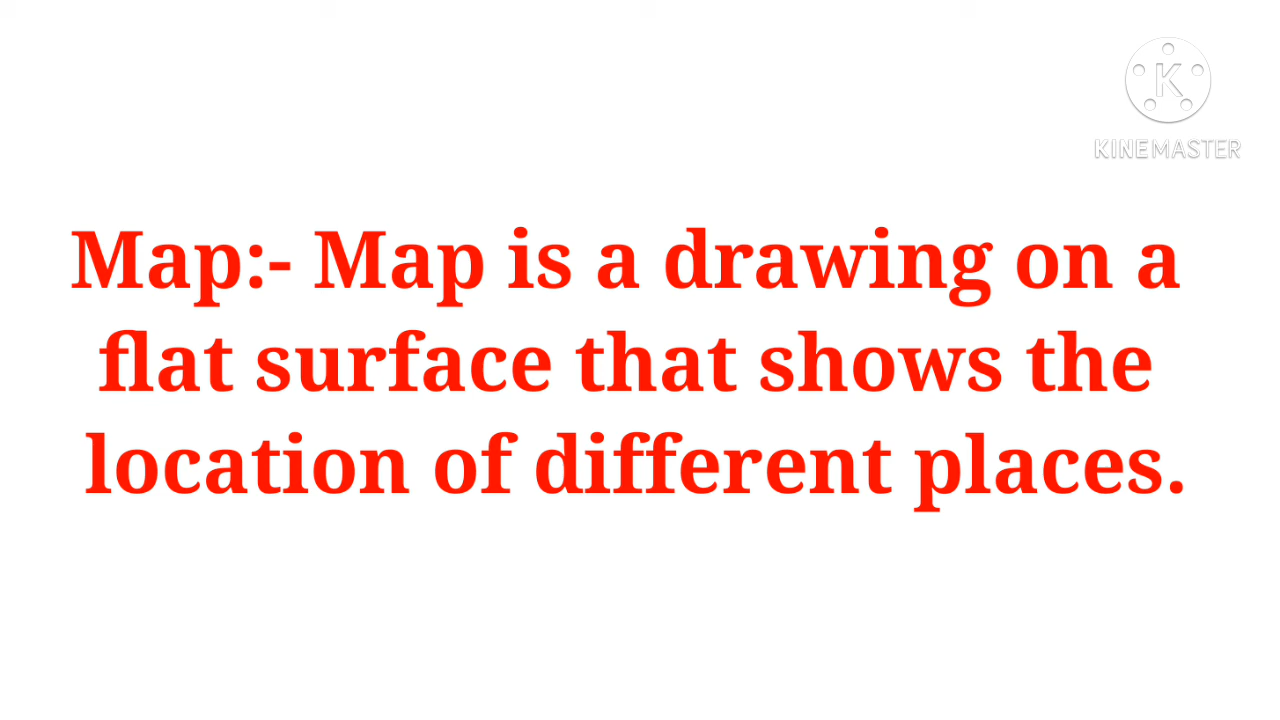 K
KINEMASTER
Map:- Map is a drawing on a
flat surface that shows the
location of different places.